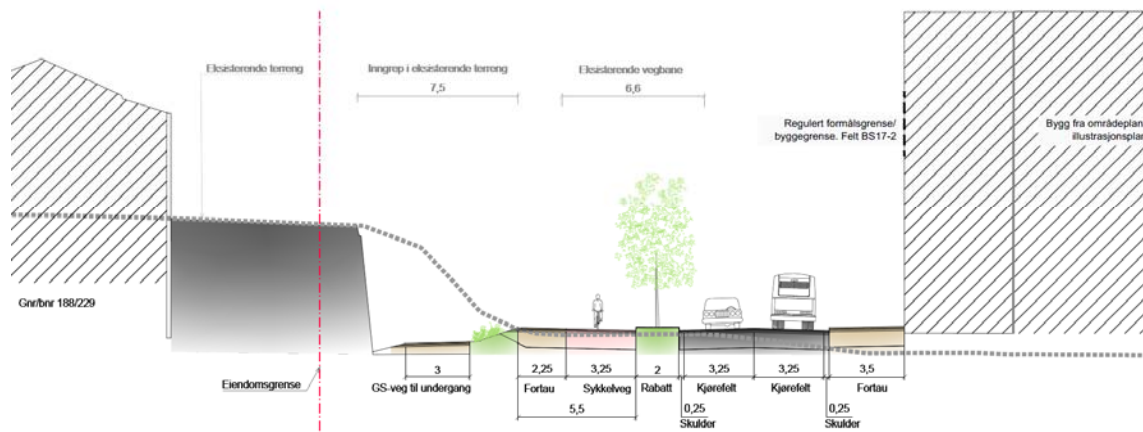 Eksisterende terreng
Inngrep i eksisterende terreng
7,5
Eksisterende vegbane
6,6
Regulert formålsgrense/
byggegrense. Felt BS17-2
Bygg fra områdeplan
illustrasjonsplan
Gnr/bnr 188/229
Eiendomsgrense
3
GS-veg til undergang
2,25
Fortau
3,25
Sykkelveg
2
Rabatt
3,25
Kjørefelt
3,25
Kjørefelt
3,5
Fortau
5,5
0,25
Skulder
0,25
Skulder